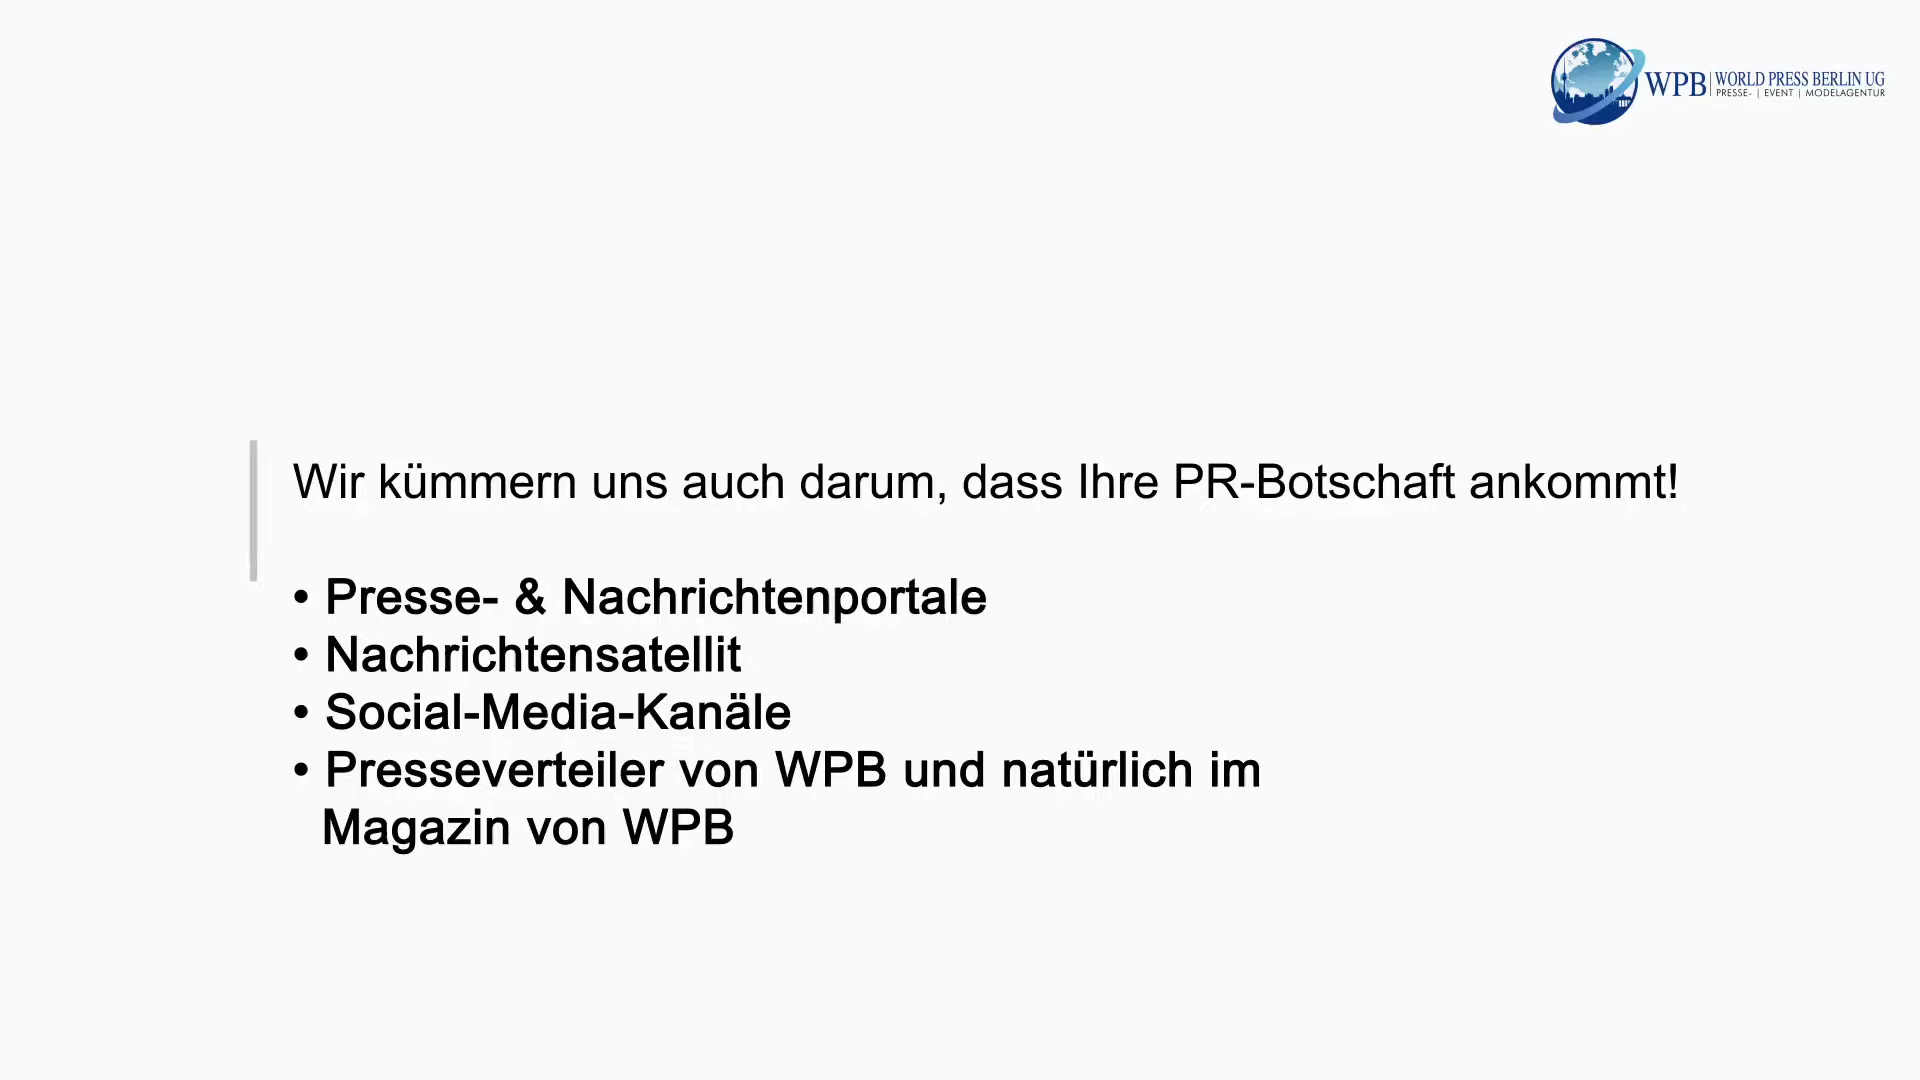 WPB | WORLD PRESS BERLIN UG
PRESSE- | EVENT | MODELAGENTUR
Wir kümmern uns auch darum, dass Ihre PR-Botschaft ankommt!
• Presse- & Nachrichtenportale
• Nachrichtensatellit
• Social-Media-Kanäle
• Presseverteiler von WPB und natürlich im
Magazin von WPB